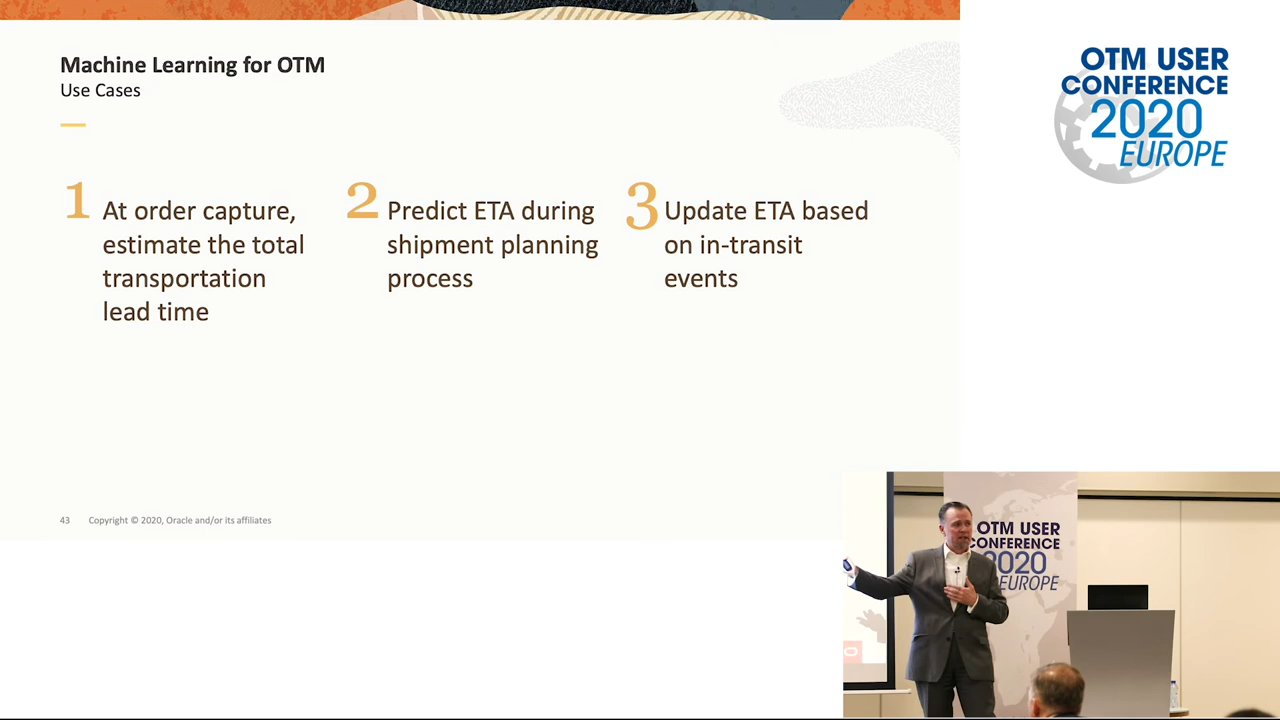 Machine Learning for OTM
Use Cases
1
At order capture,
estimate the total
transportation
lead time
2
Predict ETA during
shipment planning
process
3
Update ETA based
on in-transit
events
43
Copyright © 2020, Oracle and/or its affiliates
OTM USER
CONFERENCE
2020
EUROPE
OTM USER
CONFERENCE
2020
EUROPE